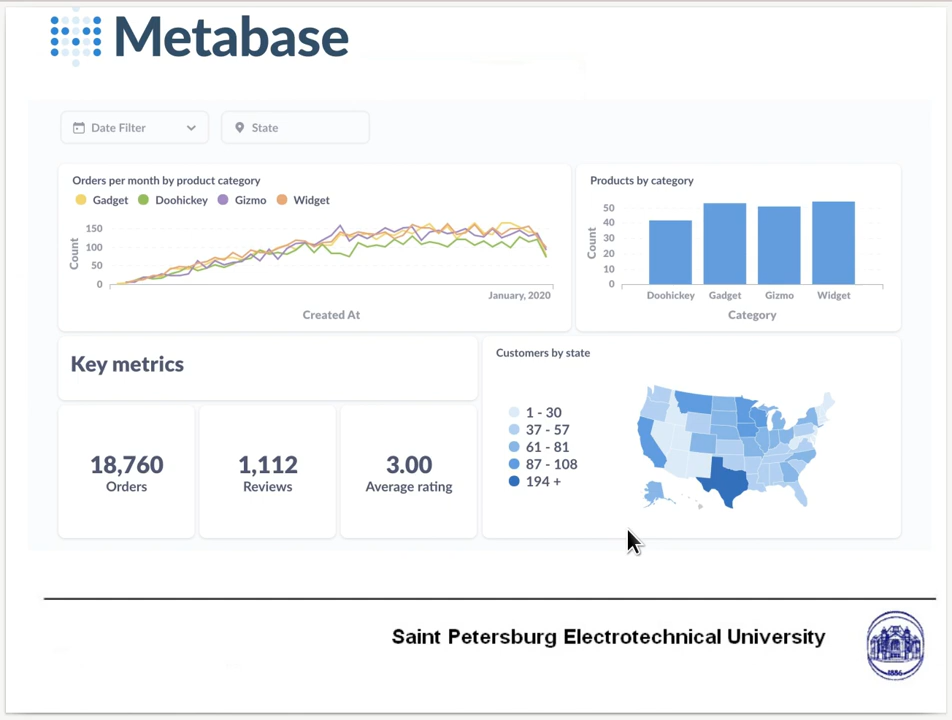 Metabase
Date Filter
State
Orders per month by product category
Gadget Doohickey Gizmo Widget
150
100
50
0
Count
January, 2020
Created At
Products by category
50
40
30
20
10
0
Count
Doohickey Gadget Gizmo Widget
Category
Key metrics
18,760
Orders
1,112
Reviews
3.00
Average rating
Customers by state
1 - 30
37 - 57
61 - 81
87 - 108
194 +
Saint Petersburg Electrotechnical University
1886